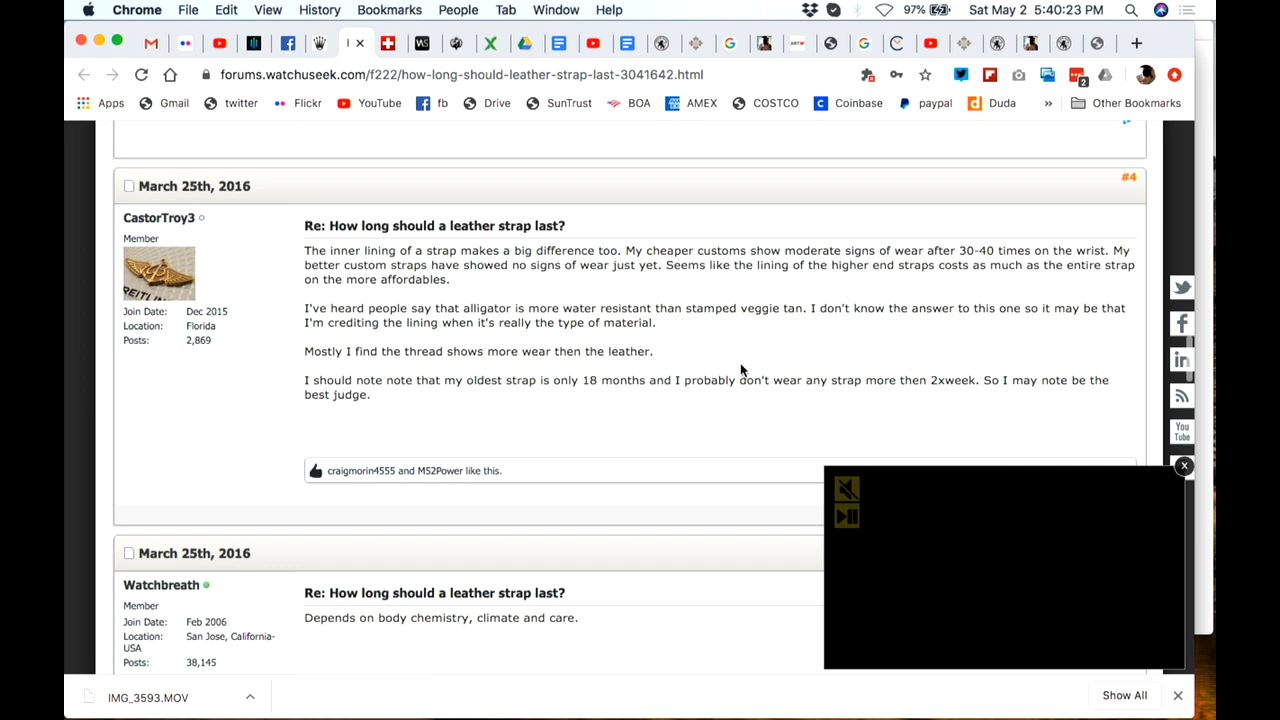 Chrome File Edit View History Bookmarks People Tab Window Help 97% Sat May 2 5:40:23 PM
forums.watchuseek.com/f222/how-long-should-leather-strap-last-3041642.html
2
Apps Gmail twitter Flickr YouTube fb Drive SunTrust BOA AMEX COSTCO Coinbase paypal Duda » Other Bookmarks
March 25th, 2016 #4
CastorTroy3
Member
REITLIN
Join Date: Dec 2015
Location: Florida
Posts: 2,869
Re: How long should a leather strap last?
The inner lining of a strap makes a big difference too. My cheaper customs show moderate signs of wear after 30-40 times on the wrist. My
better custom straps have showed no signs of wear just yet. Seems like the lining of the higher end straps costs as much as the entire strap
on the more affordables.
I've heard people say that alligator is more water resistant than stamped veggie tan. I don't know the answer to this one so it may be that
I'm crediting the lining when it's really the type of material.
Mostly I find the thread shows more wear then the leather.
I should note note that my oldest strap is only 18 months and I probably don't wear any strap more then 2xweek. So I may note be the
best judge.
craigmorin4555 and M52Power like this.
You
Tube
March 25th, 2016
Watchbreath
Member
Join Date: Feb 2006
Location: San Jose, California-
USA
Posts: 38,145
Re: How long should a leather strap last?
Depends on body chemistry, climate and care.
IMG_3593.MOV Show All